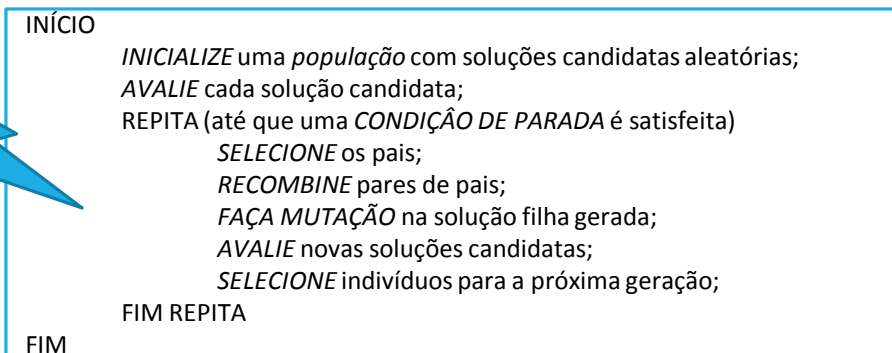 INÍCIO
INICIALIZE uma população com soluções candidatas aleatórias;
AVALIE cada solução candidata;
REPITA (até que uma CONDIÇÂO DE PARADA é satisfeita)
SELECIONE os pais;
RECOMBINE pares de pais;
FAÇA MUTAÇÃO na solução filha gerada;
AVALIE novas soluções candidatas;
SELECIONE indivíduos para a próxima geração;
FIM REPITA
FIM